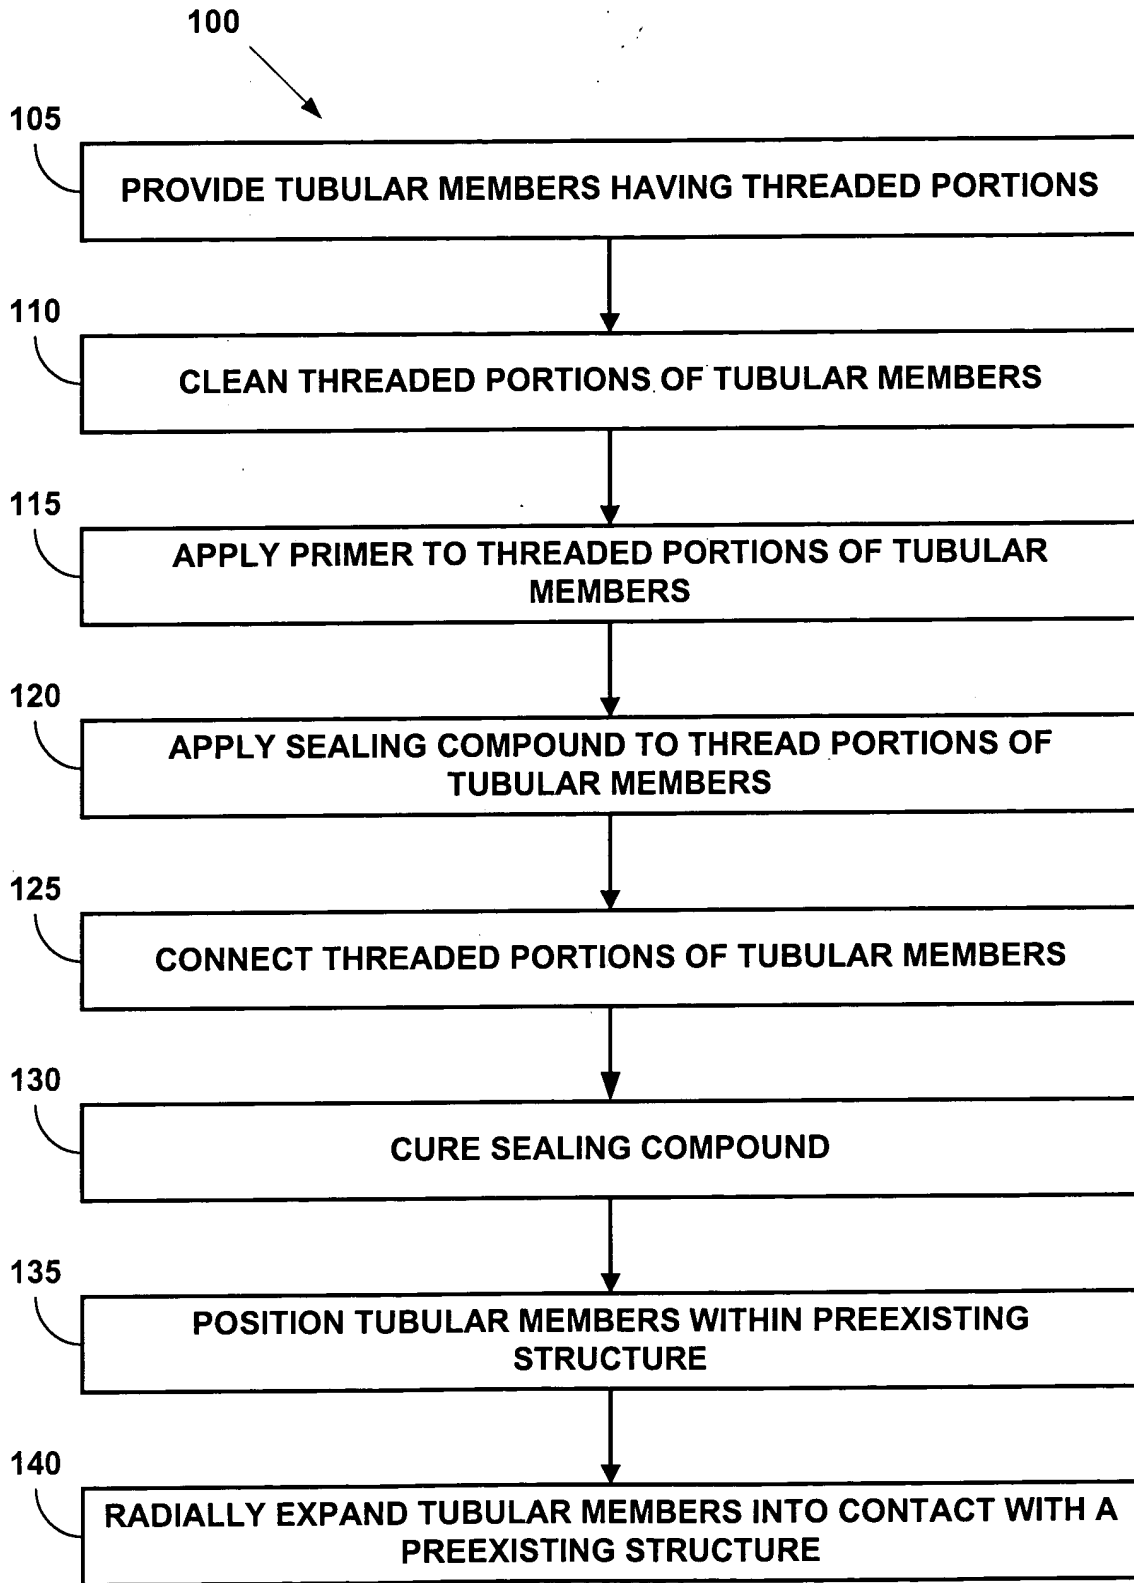 100
105
PROVIDE TUBULAR MEMBERS HAVING THREADED PORTIONS
110
CLEAN THREADED PORTIONS OF TUBULAR MEMBERS
115
APPLY PRIMER TO THREADED PORTIONS OF TUBULAR
MEMBERS
120
APPLY SEALING COMPOUND TO THREAD PORTIONS OF
TUBULAR MEMBERS
125
CONNECT THREADED PORTIONS OF TUBULAR MEMBERS
130
CURE SEALING COMPOUND
135
POSITION TUBULAR MEMBERS WITHIN PREEXISTING
STRUCTURE
140
RADIALLY EXPAND TUBULAR MEMBERS INTO CONTACT WITH A
PREEXISTING STRUCTURE